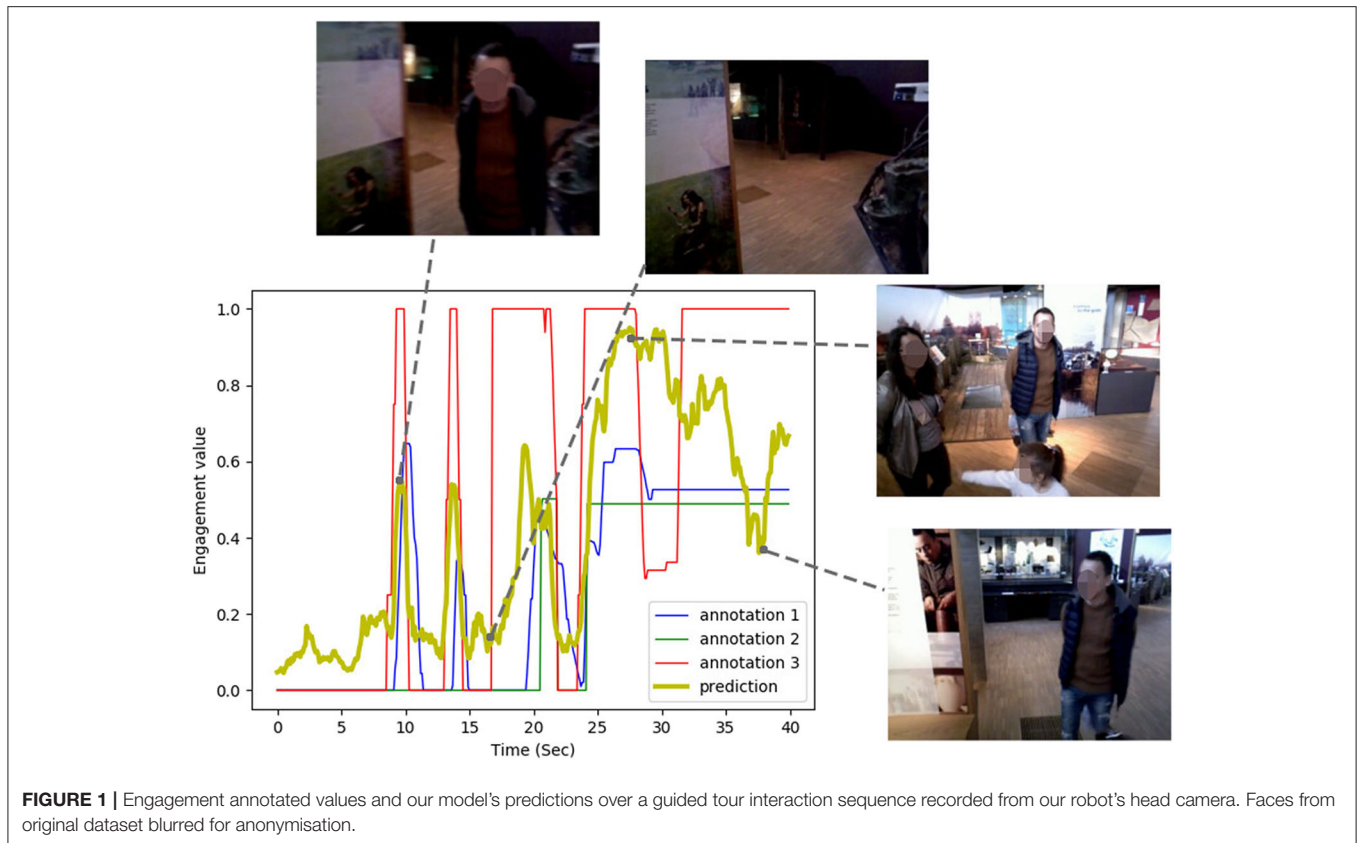 1.0
0.8
0.6
0.4
0.2
0.0
Engagement value
0
5
10
15
20
25
30
35
40
Time (Sec)
annotation 1
annotation 2
annotation 3
prediction
FIGURE 1 | Engagement annotated values and our model's predictions over a guided tour interaction sequence recorded from our robot's head camera. Faces from
original dataset blurred for anonymisation.